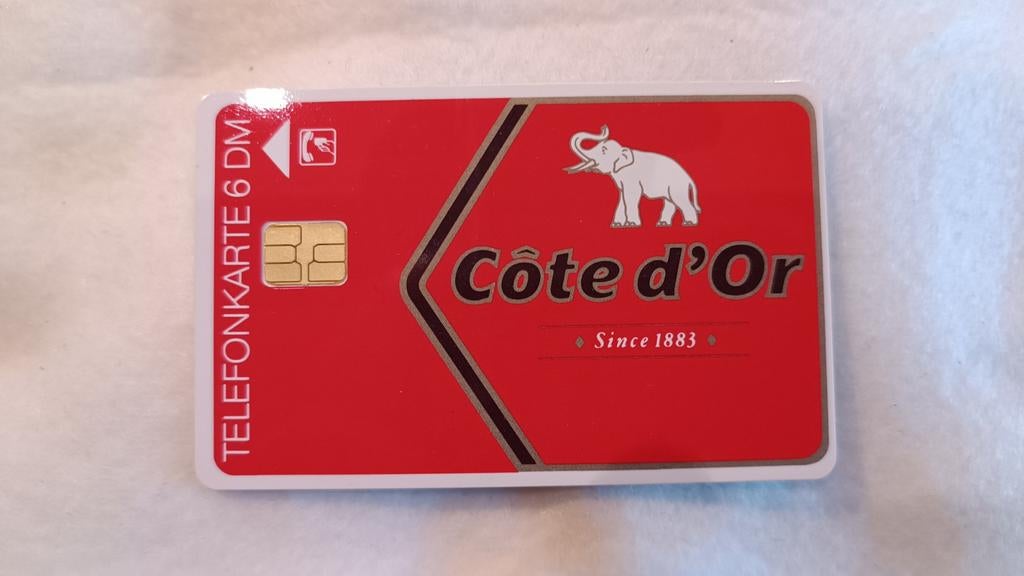 TELEFONKARTE 6 DM
Côte d'Or
Since 1883